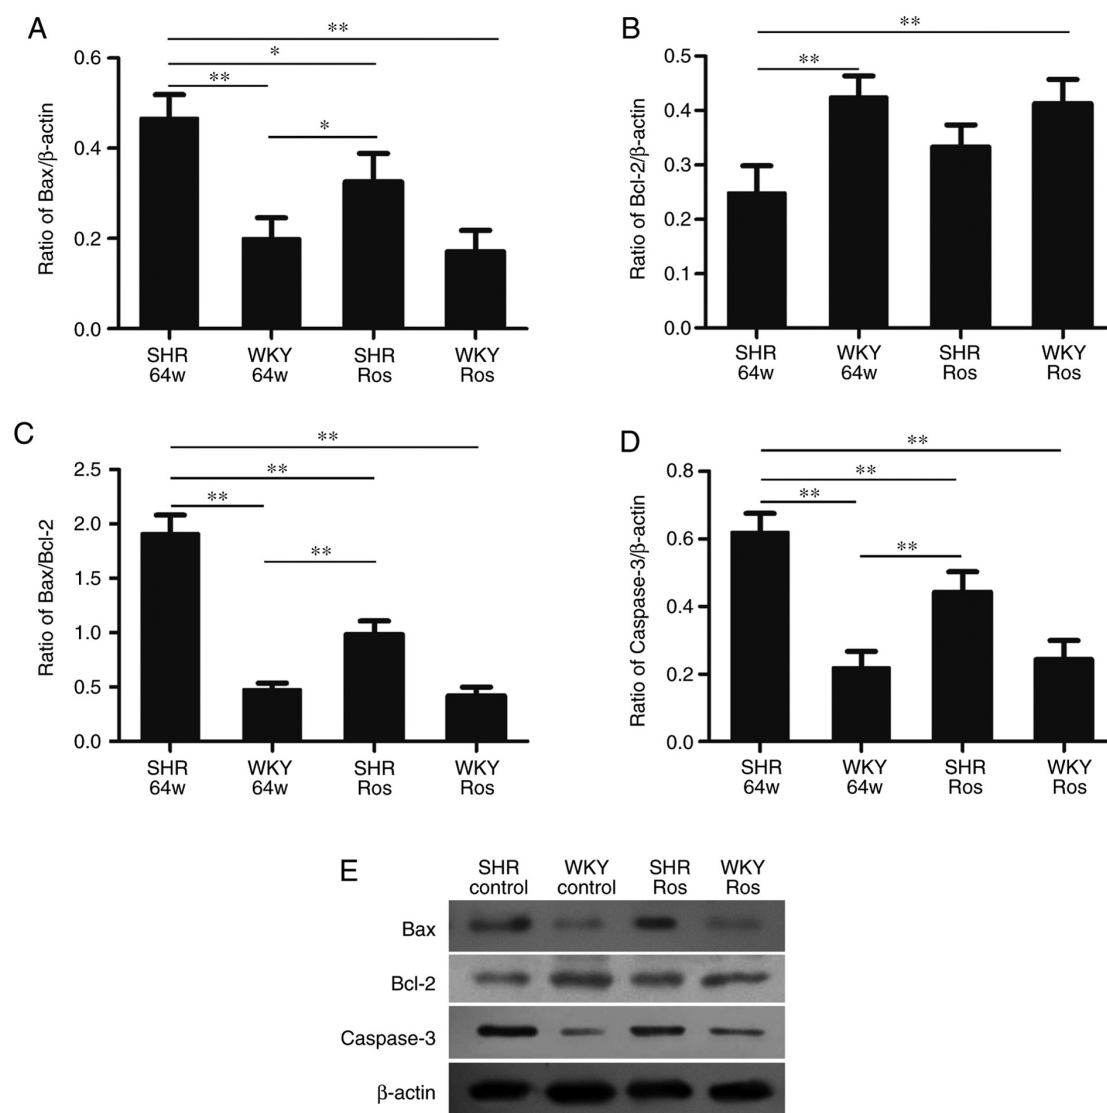 A
**
*
**
*
Ratio of Bax/β-actin
0.6
0.4
0.2
0.0
SHR 64w
WKY 64w
SHR Ros
WKY Ros
B
**
**
Ratio of Bcl-2/β-actin
0.5
0.4
0.3
0.2
0.1
0.0
SHR 64w
WKY 64w
SHR Ros
WKY Ros
C
**
**
**
**
Ratio of Bax/Bcl-2
2.5
2.0
1.5
1.0
0.5
0.0
SHR 64w
WKY 64w
SHR Ros
WKY Ros
D
**
**
**
**
Ratio of Caspase-3/β-actin
0.8
0.6
0.4
0.2
0.0
SHR 64w
WKY 64w
SHR Ros
WKY Ros
E
SHR control
WKY control
SHR Ros
WKY Ros
Bax
Bcl-2
Caspase-3
β-actin